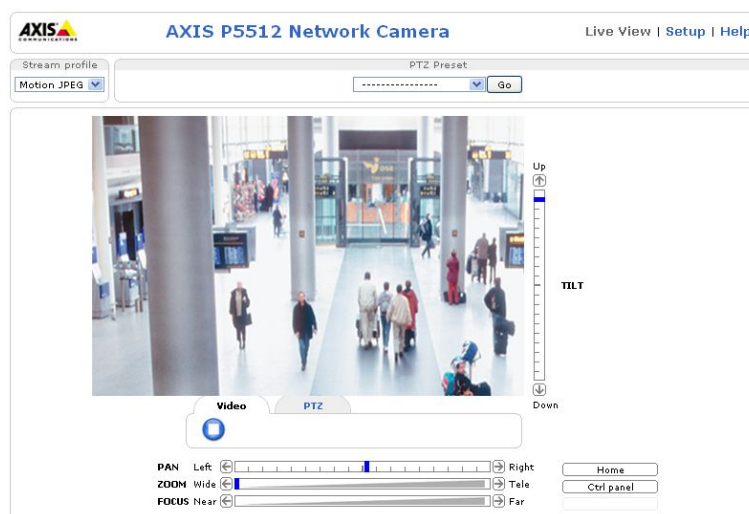 AXIS
COMMUNICATIONS
AXIS P5512 Network Camera
Live View | Setup | Help
Stream profile
PTZ Preset
Motion JPEG
----------------
Go
Up
TILT
Down
Video
PTZ
PAN Left
Right
ZOOM Wide
Tele
FOCUS Near
Far
Home
Ctrl panel